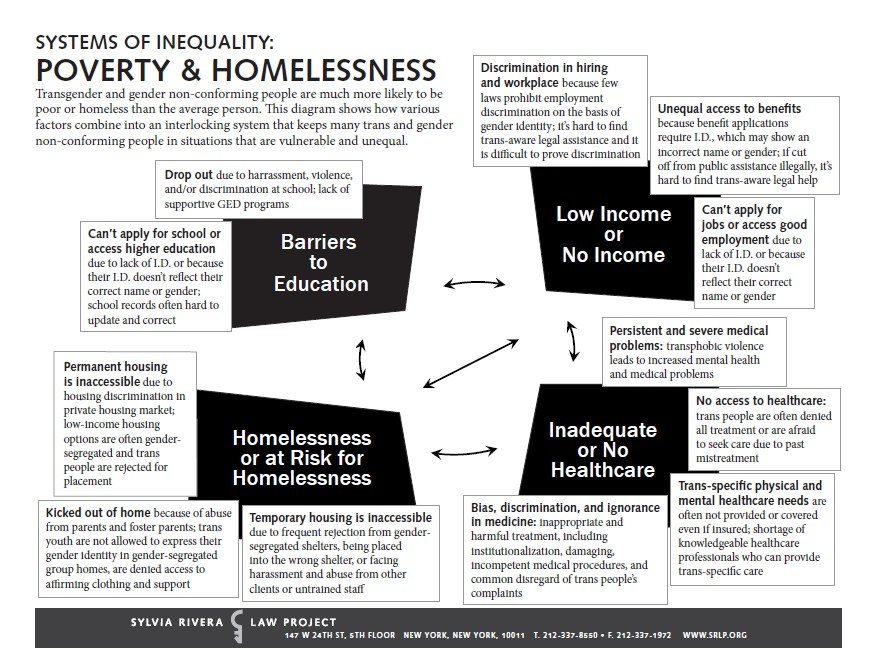 SYSTEMS OF INEQUALITY:
POVERTY & HOMELESSNESS
Transgender and gender non-conforming people are much more likely to be
poor or homeless than the average person. This diagram shows how various
factors combine into an interlocking system that keeps many trans and gender
non-conforming people in situations that are vulnerable and unequal.
Discrimination in hiring
and workplace because few
laws prohibit employment
discrimination on the basis of
gender identity; it's hard to find
trans-aware legal assistance and it
is difficult to prove discrimination
Unequal access to benefits
because benefit applications
require I.D., which may show an
incorrect name or gender; if cut
off from public assistance illegally, it's
hard to find trans-aware legal help
Drop out due to harrassment, violence,
and/or discrimination at school; lack of
supportive GED programs
Can't apply for school or
access higher education
due to lack of I.D. or because
their I.D. doesn't reflect their
correct name or gender;
school records often hard to
update and correct
Barriers
to
Education
Low Income
or
No Income
Can't apply for
jobs or access good
employment due to
lack of I.D. or because
their I.D. doesn't
reflect their correct
name or gender
Persistent and severe medical
problems: transphobic violence
leads to increased mental health
and medical problems
Permanent housing
is inaccessible due to
housing discrimination in
private housing market;
low-income housing
options are often gender-
segregated and trans
people are rejected for
placement
Homelessness
or at Risk for
Homelessness
Inadequate
or No
Healthcare
No access to healthcare:
trans people are often denied
all treatment or are afraid
to seek care due to past
mistreatment
Trans-specific physical and
mental healthcare needs are
often not provided or covered
even if insured; shortage of
knowledgeable healthcare
professionals who can provide
trans-specific care
Kicked out of home because of abuse
from parents and foster parents; trans
youth are not allowed to express their
gender identity in gender-segregated
group homes, are denied access to
affirming clothing and support
Temporary housing is inaccessible
due to frequent rejection from gender-
segregated shelters, being placed
into the wrong shelter, or facing
harassment and abuse from other
clients or untrained staff
Bias, discrimination, and ignorance
in medicine: inappropriate and
harmful treatment, including
institutionalization, damaging,
incompetent medical procedures, and
common disregard of trans people's
complaints
SYLVIA RIVERA LAW PROJECT
147 W 24TH ST, 5TH FLOOR NEW YORK, NEW YORK, 10011 T. 212-337-8550 • F. 212-337-1972 WWW.SRLP.ORG